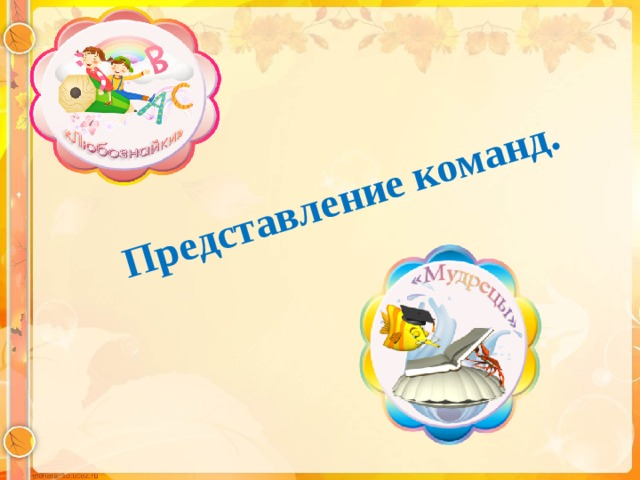 В
А С
«Любознайки»
Представление команд.
«Мудрецы»